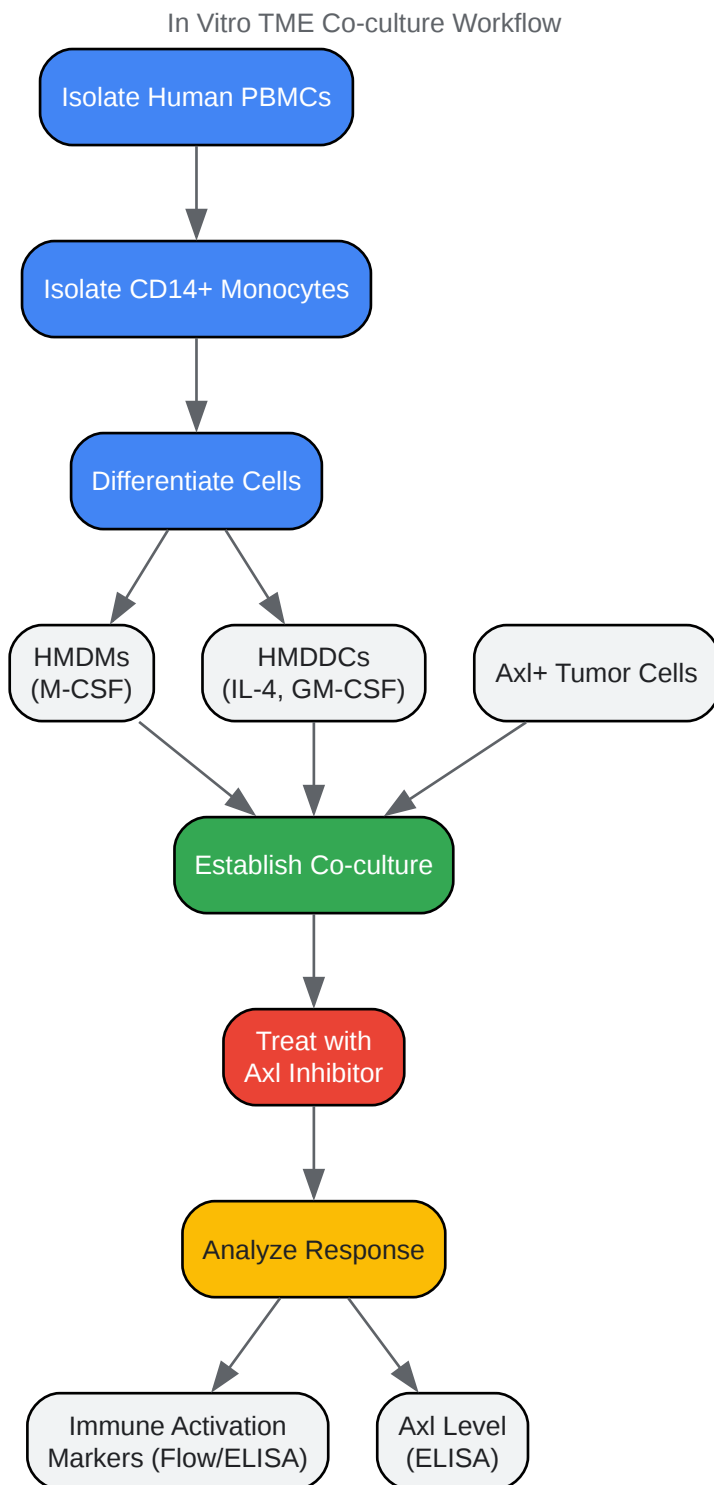 In Vitro TME Co-culture Workflow
Isolate Human PBMCs
Isolate CD14+ Monocytes
Differentiate Cells
HMDMs
(M-CSF)
HMDDCs
(IL-4, GM-CSF)
Axl+ Tumor Cells
Establish Co-culture
Treat with
Axl Inhibitor
Analyze Response
Immune Activation
Markers (Flow/ELISA)
Axl Level
(ELISA)